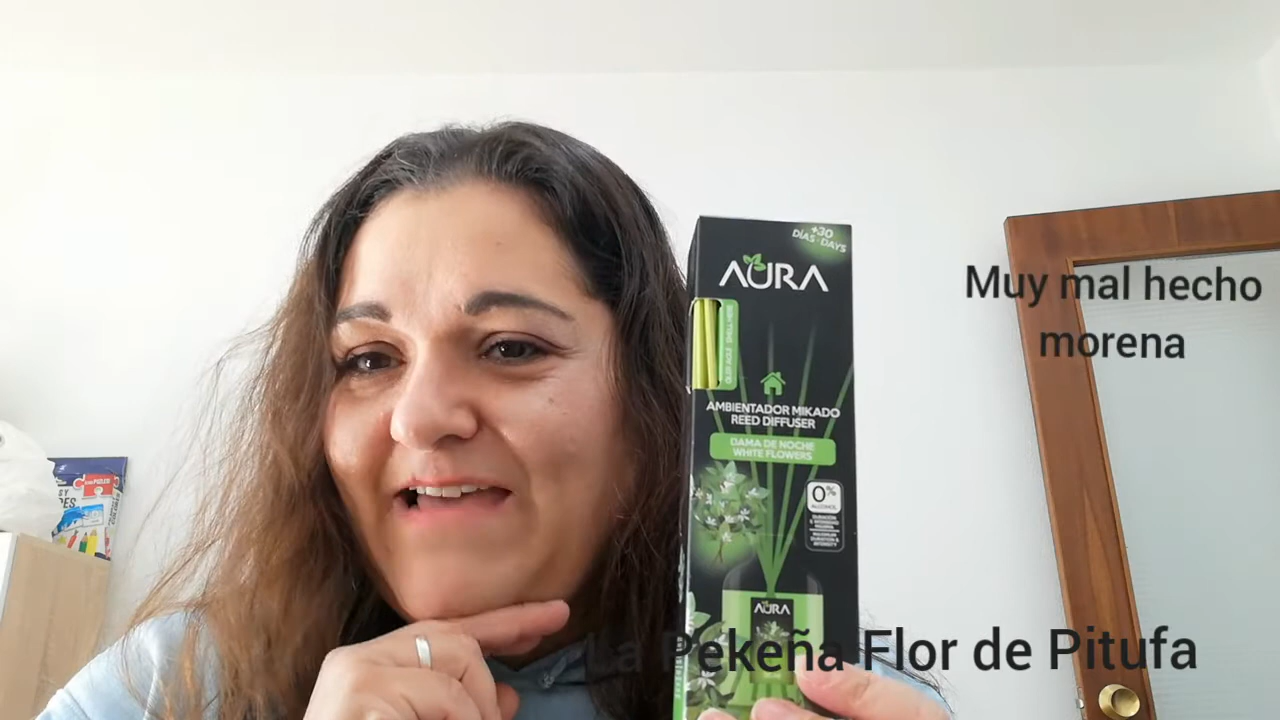 +30
DÍAS · DAYS
AURA
AMBIENTADOR MIKADO
REED DIFFUSER
DAMA DE NOCHE
WHITE FLOWERS
0%
ALCOHOL
AURA
Muy mal hecho
morena
La Pekeña Flor de Pitufa